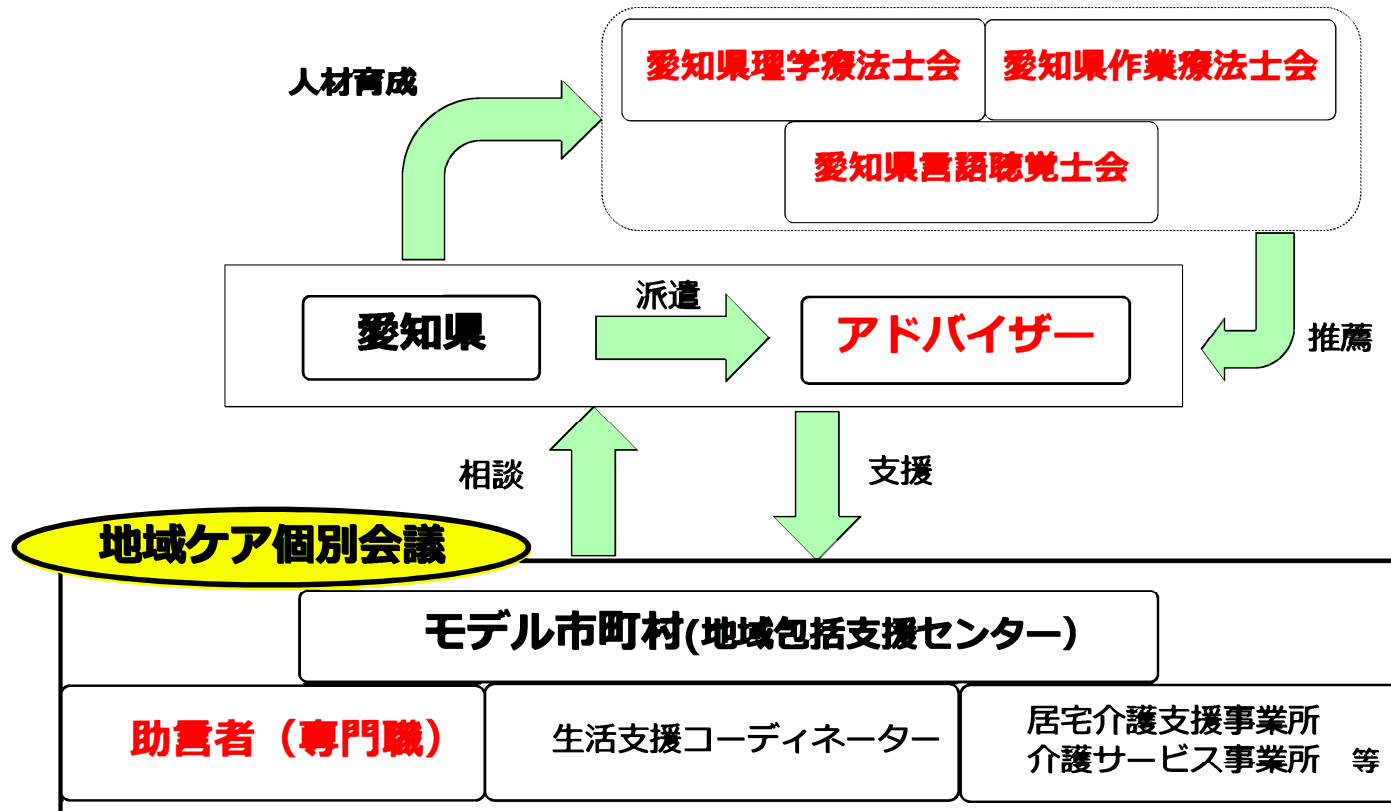 人材育成
愛知県理学療法士会
愛知県作業療法士会
愛知県言語聴覚士会
愛知県
派遣
アドバイザー
推薦
相談
支援
地域ケア個別会議
モデル市町村(地域包括支援センター）
助言者（専門職）
生活支援コーディネーター
居宅介護支援事業所
介護サービス事業所　等